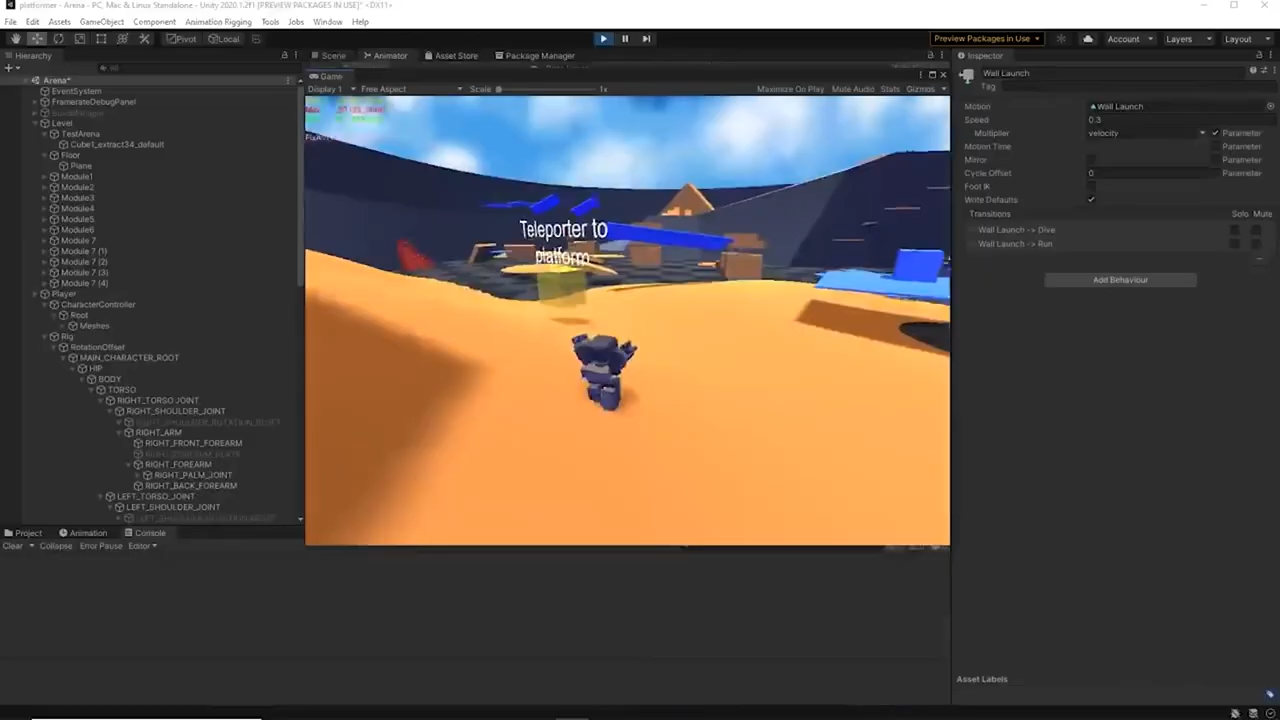 platformer - Arena - PC, Mac & Linux Standalone - Unity 2020.1.2f1 [PREVIEW PACKAGES IN USE]* <DX11>
File Edit Assets GameObject Component Animation Rigging Tools Jobs Window Help
Pivot Local Preview Packages in Use Account Layers Layout
Hierarchy Scene Animator Asset Store Package Manager Inspector
All
Game
Wall Launch
Tag
Display 1 Free Aspect Scale 1x Maximize On Play Mute Audio Stats Gizmos
Arena*
EventSystem
FramerateDebugPanel
Level
TestArena
Cube1_extract34_default
Floor
Plane
Module1
Module2
Module3
Module4
Module5
Module6
Module 7
Module 7 (1)
Module 7 (2)
Module 7 (3)
Module 7 (4)
Player
CharacterController
Root
Meshes
Rig
RotationOffset
MAIN_CHARACTER_ROOT
HIP
BODY
TORSO
RIGHT_TORSO JOINT
RIGHT_SHOULDER_JOINT
RIGHT_ARM
RIGHT_FRONT_FOREARM
RIGHT_FOREARM
RIGHT_PALM_JOINT
RIGHT_BACK_FOREARM
LEFT_TORSO_JOINT
LEFT_SHOULDER_JOINT
Teleporter to
platform
Motion Wall Launch
Speed 0.3
Multiplier velocity Parameter
Motion Time Parameter
Mirror Parameter
Cycle Offset 0 Parameter
Foot IK
Write Defaults
Transitions Solo Mute
Wall Launch -> Dive
Wall Launch -> Run
Add Behaviour
Project Animation Console
Clear Collapse Error Pause Editor
Asset Labels